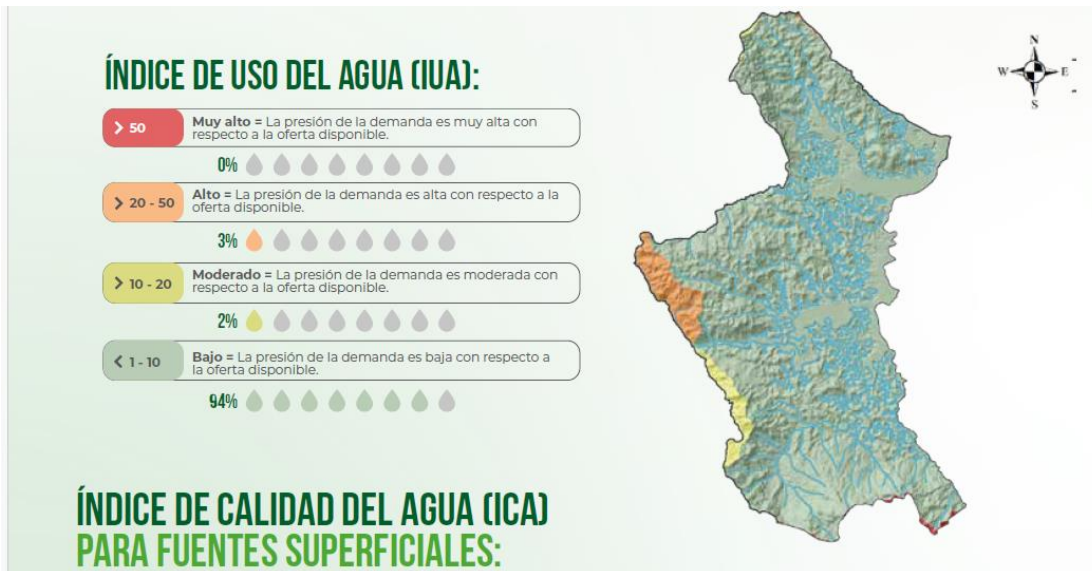 ÍNDICE DE USO DEL AGUA (IUA):
> 50
Muy alto = La presión de la demanda es muy alta con
respecto a la oferta disponible.
0%
> 20 - 50
Alto = La presión de la demanda es alta con respecto a la
oferta disponible.
3%
> 10 - 20
Moderado = La presión de la demanda es moderada con
respecto a la oferta disponible.
2%
< 1 - 10
Bajo = La presión de la demanda es baja con respecto a
la oferta disponible.
94%
N
W E
S
ÍNDICE DE CALIDAD DEL AGUA (ICA)
PARA FUENTES SUPERFICIALES: